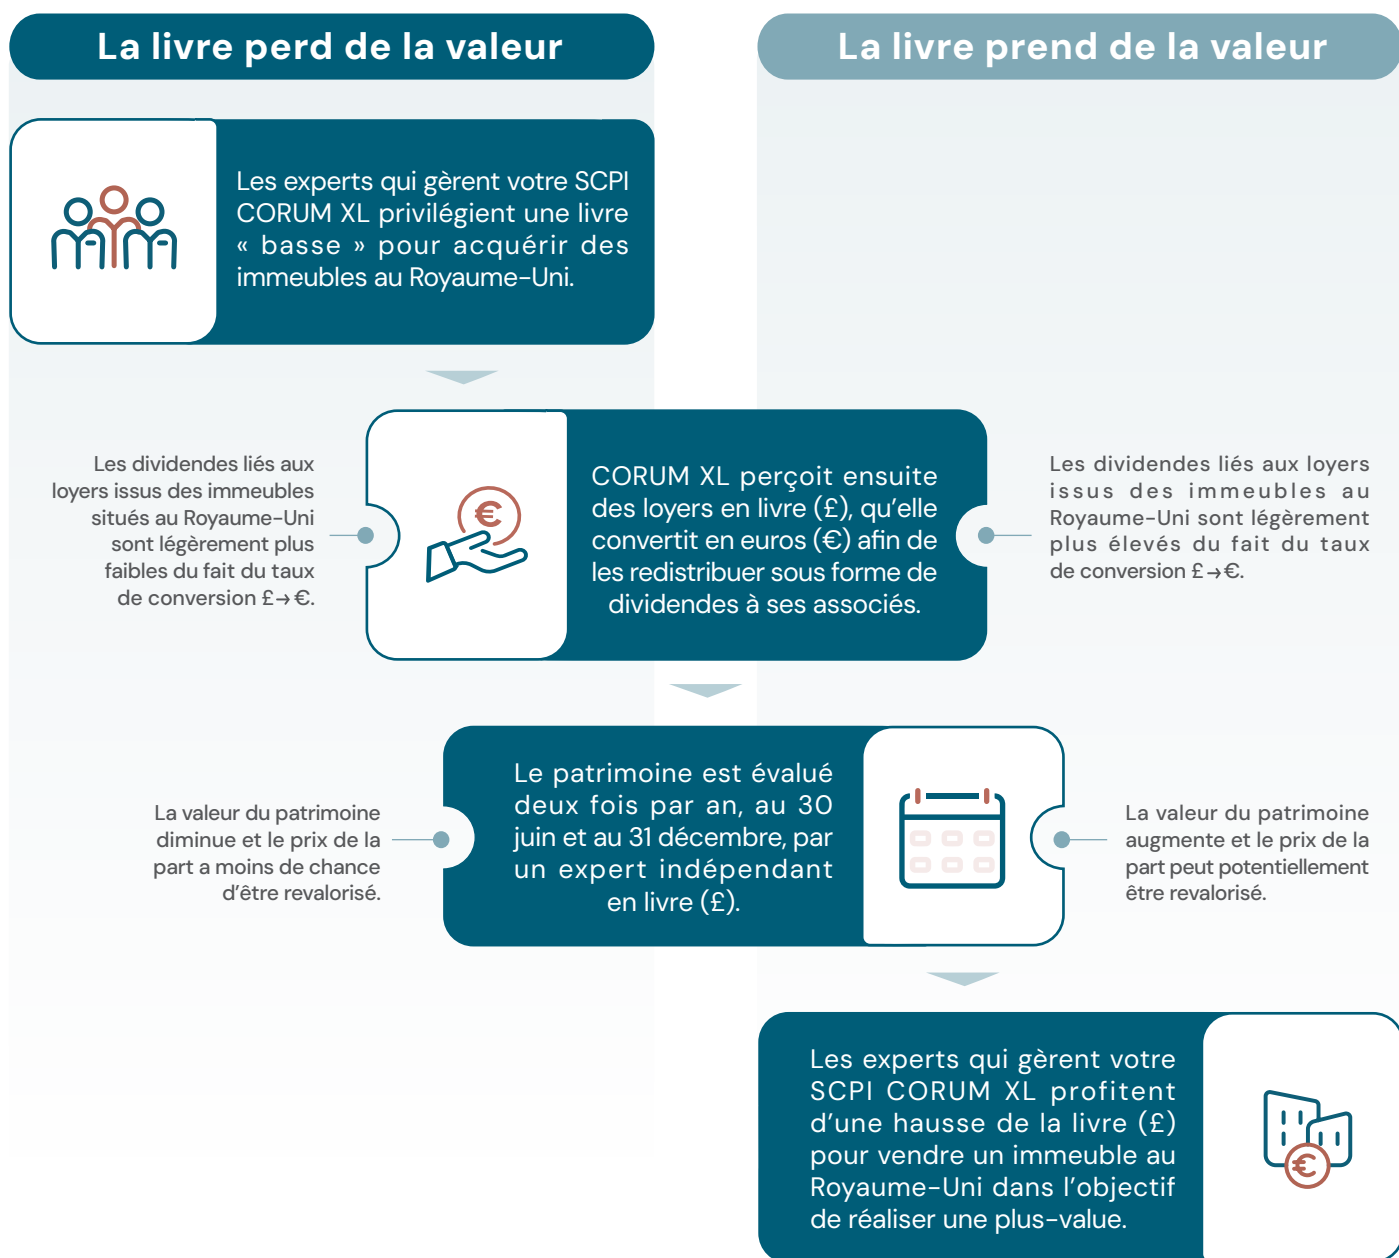 La livre perd de la valeur
La livre prend de la valeur
Les experts qui gèrent votre SCPI
CORUM XL privilégient une livre
« basse » pour acquérir des
immeubles au Royaume-Uni.
Les dividendes liés aux
loyers issus des immeubles
situés au Royaume-Uni
sont légèrement plus
faibles du fait du taux
de conversion £→€.
€
CORUM XL perçoit ensuite
des loyers en livre (£), qu’elle
convertit en euros (€) afin de
les redistribuer sous forme de
dividendes à ses associés.
Les dividendes liés aux loyers
issus des immeubles au
Royaume-Uni sont légèrement
plus élevés du fait du taux
de conversion £→€.
La valeur du patrimoine
diminue et le prix de la
part a moins de chance
d’être revalorisé.
Le patrimoine est évalué
deux fois par an, au 30
juin et au 31 décembre, par
un expert indépendant
en livre (£).
La valeur du patrimoine
augmente et le prix de la
part peut potentiellement
être revalorisé.
Les experts qui gèrent votre
SCPI CORUM XL profitent
d’une hausse de la livre (£)
pour vendre un immeuble au
Royaume-Uni dans l’objectif
de réaliser une plus-value.
€